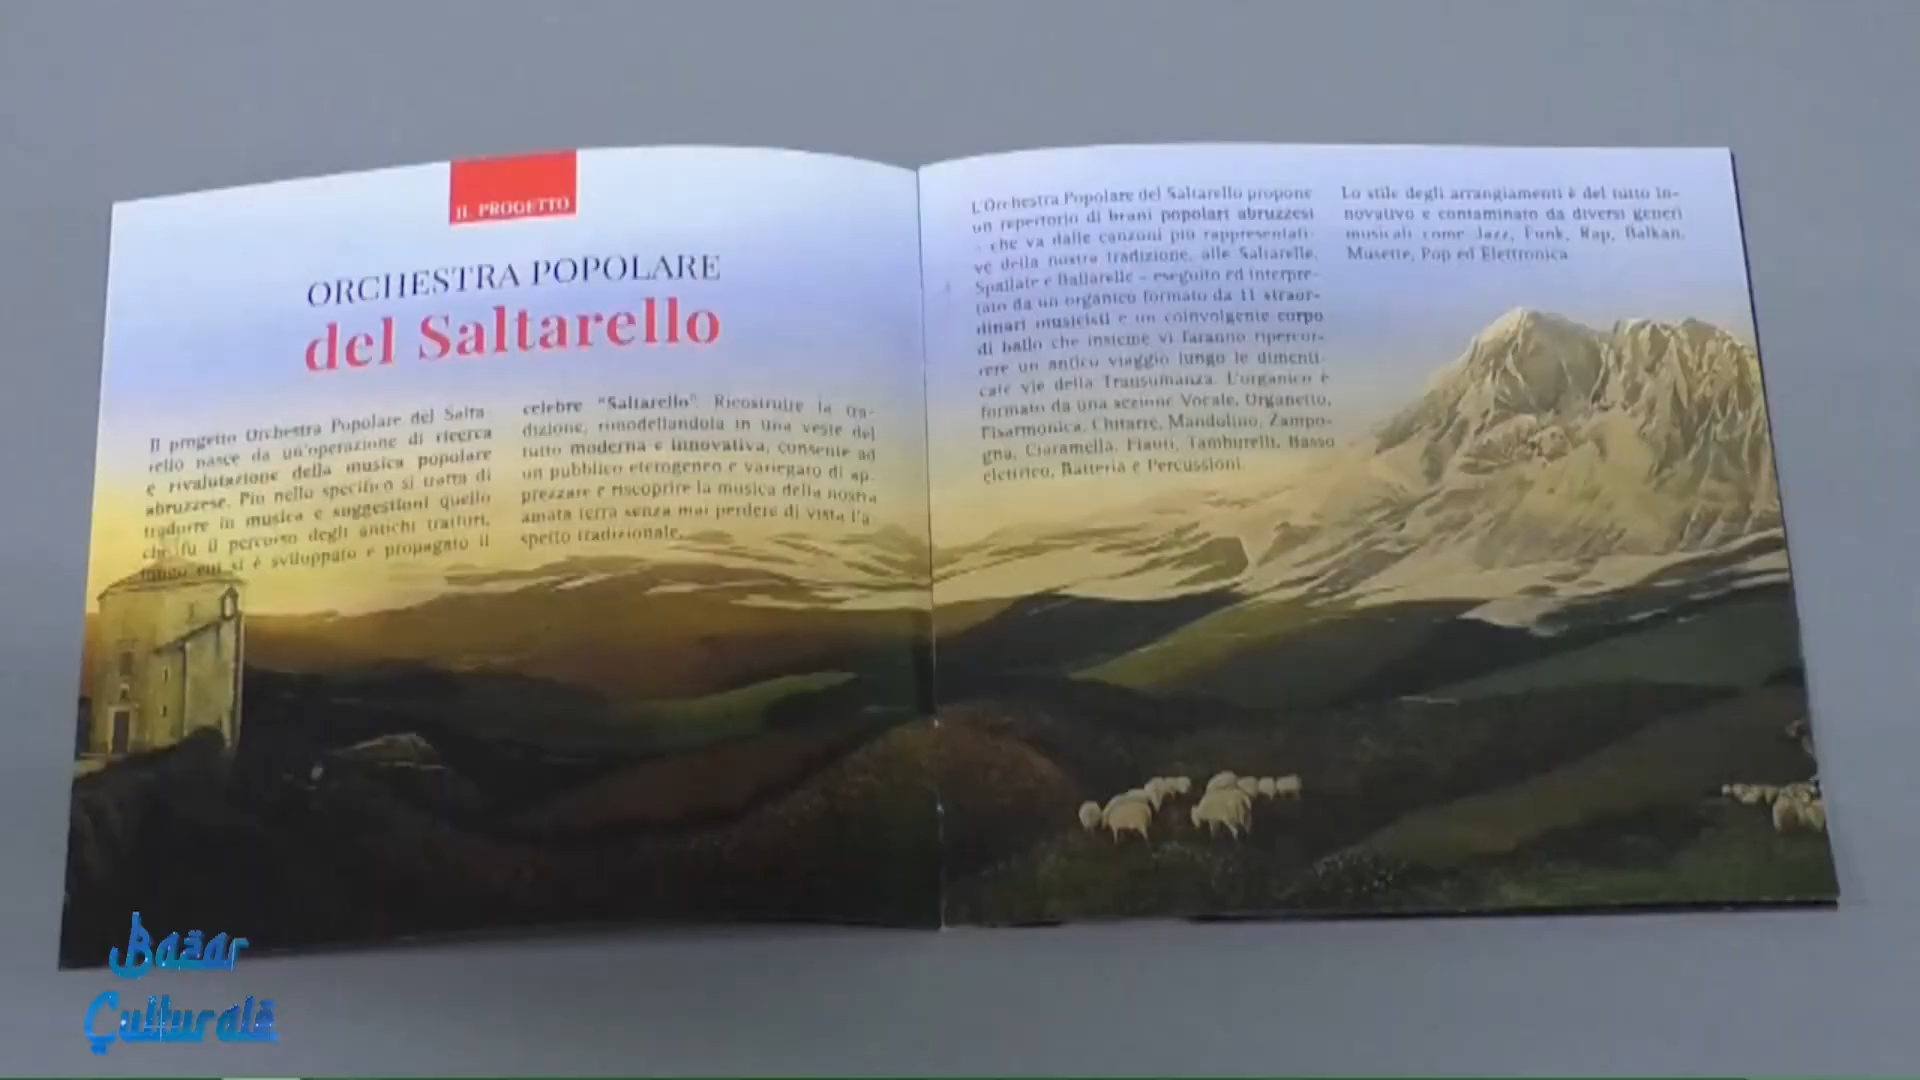 IL PROGETTO
ORCHESTRA POPOLARE
del Saltarello
Il progetto Orchestra Popolare del Salta
rello nasce da un'operazione di ricerca
e rivalutazione della musica popolare
abruzzese. Più nello specifico si tratta di
tradurre in musica e suggestioni quello
che fu il percorso degli antichi tratturi,
lungo cui si è sviluppato e propagato il
celebre "Saltarello". Ricostruire la tra-
dizione, rimodellandola in una veste del
tutto moderna e innovativa, consente ad
un pubblico eterogeneo e variegato di ap-
prezzare e riscoprire la musica della nostra
amata terra senza mai perdere di vista l'a-
spetto tradizionale.
L'Orchestra Popolare del Saltarello propone
un repertorio di brani popolari abruzzesi
- che va dalle canzoni più rappresentati-
ve della nostra tradizione, alle Saltarelle,
Spallate e Ballarelle – eseguito ed interpre-
tato da un organico formato da 11 straor-
dinari musicisti e un coinvolgente corpo
di ballo che insieme vi faranno ripercor-
rere un antico viaggio lungo le dimenti-
cate vie della Transumanza. L'organico è
formato da una sezione Vocale, Organetto,
Fisarmonica, Chitarre, Mandolino, Zampo-
gna, Ciaramella, Flauti, Tamburelli, Basso
elettrico, Batteria e Percussioni.
Lo stile degli arrangiamenti è del tutto in-
novativo e contaminato da diversi generi
musicali come Jazz, Funk, Rap, Balkan,
Musette, Pop ed Elettronica
Bazar
Culturale